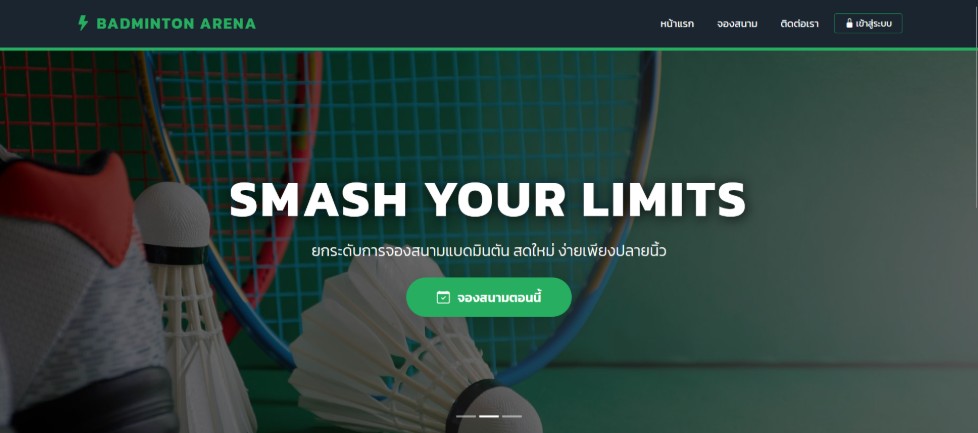 BADMINTON ARENA
หน้าแรก
จองสนาม
ติดต่อเรา
เข้าสู่ระบบ
SMASH YOUR LIMITS
ยกระดับการจองสนามแบดมินตัน สดใหม่ ง่ายเพียงปลายนิ้ว
จองสนามตอนนี้